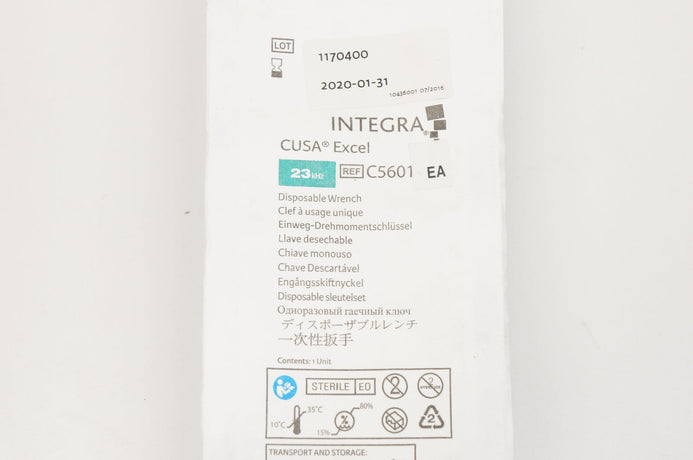 LOT
1170400
2020-01-31
10436001 07/2016
INTEGRA®
CUSA® Excel
23 kHz REF C5601 EA
Disposable Wrench
Clef à usage unique
Einweg-Drehmomentschlüssel
Llave desechable
Chiave monouso
Chave Descartável
Engångsskiftnyckel
Disposable sleutelset
Одноразовый гаечный ключ
ディスポーザブルレンチ
一次性扳手
Contents: 1 Unit
STERILE EO 2
10°C 35°C 15% 80% 2
TRANSPORT AND STORAGE: